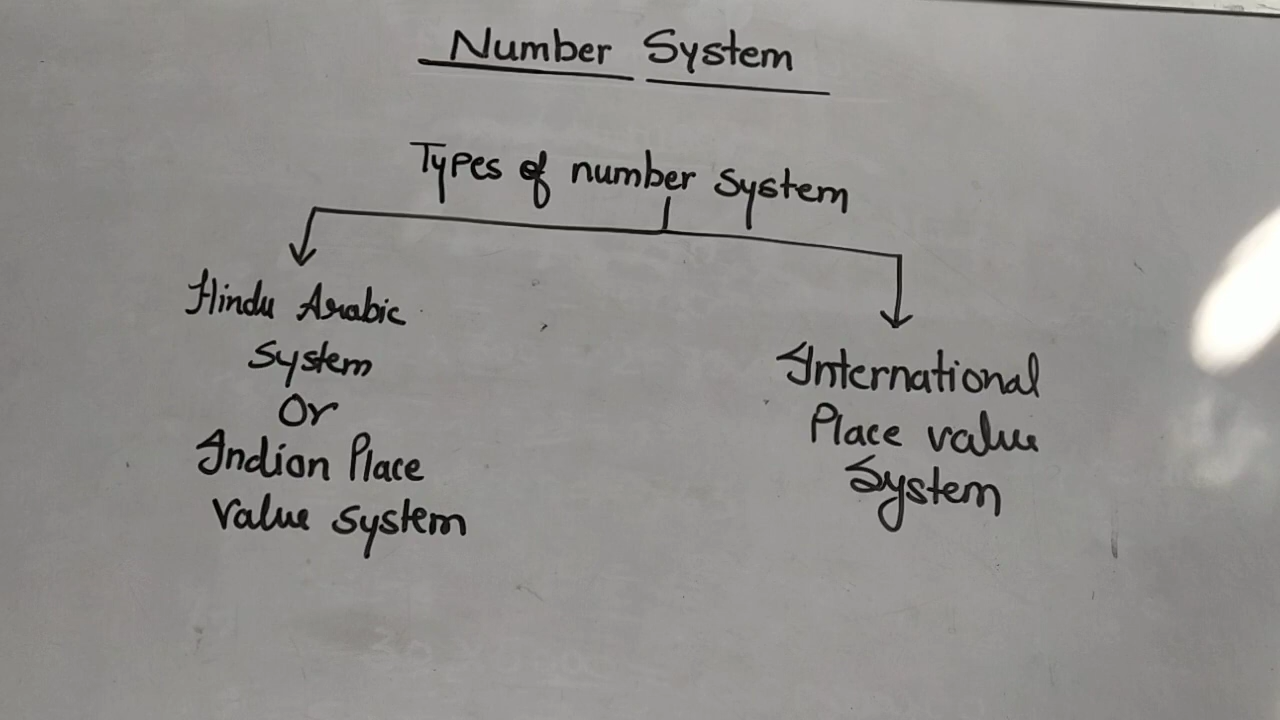 Number System
Types of number system
Hindu Arabic
System
Or
Indian Place
Value system
International
Place value
System